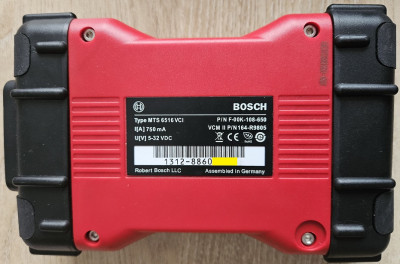 BOSCH
Type MTS 6516 VCI
P/N F-00K-108-650
I[A] 750 mA
VCM II P/N164-R9805
U[V] 5-32 VDC
1312-8860
Robert Bosch LLC
Assembled in Germany